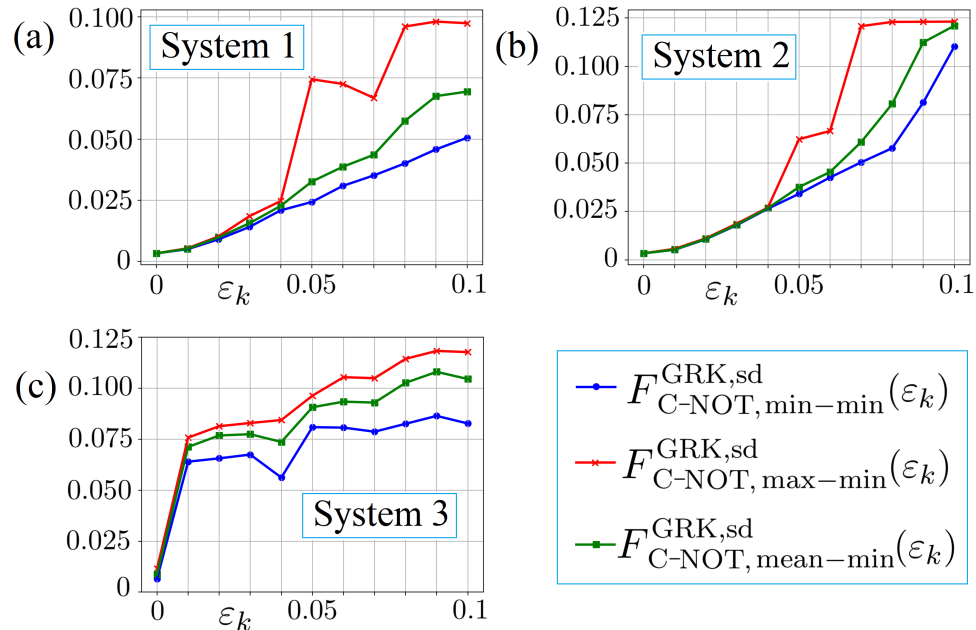 (a)
System 1
0.100
0.075
0.050
0.025
0
0 0.05 0.1
ε_k
(b)
System 2
0.125
0.100
0.075
0.050
0.025
0
0 0.05 0.1
ε_k
(c)
System 3
0.125
0.100
0.075
0.050
0.025
0
0 0.05 0.1
ε_k
F^{GRK,sd}_{C-NOT, min−min}(ε_k)
F^{GRK,sd}_{C-NOT, max−min}(ε_k)
F^{GRK,sd}_{C-NOT, mean−min}(ε_k)